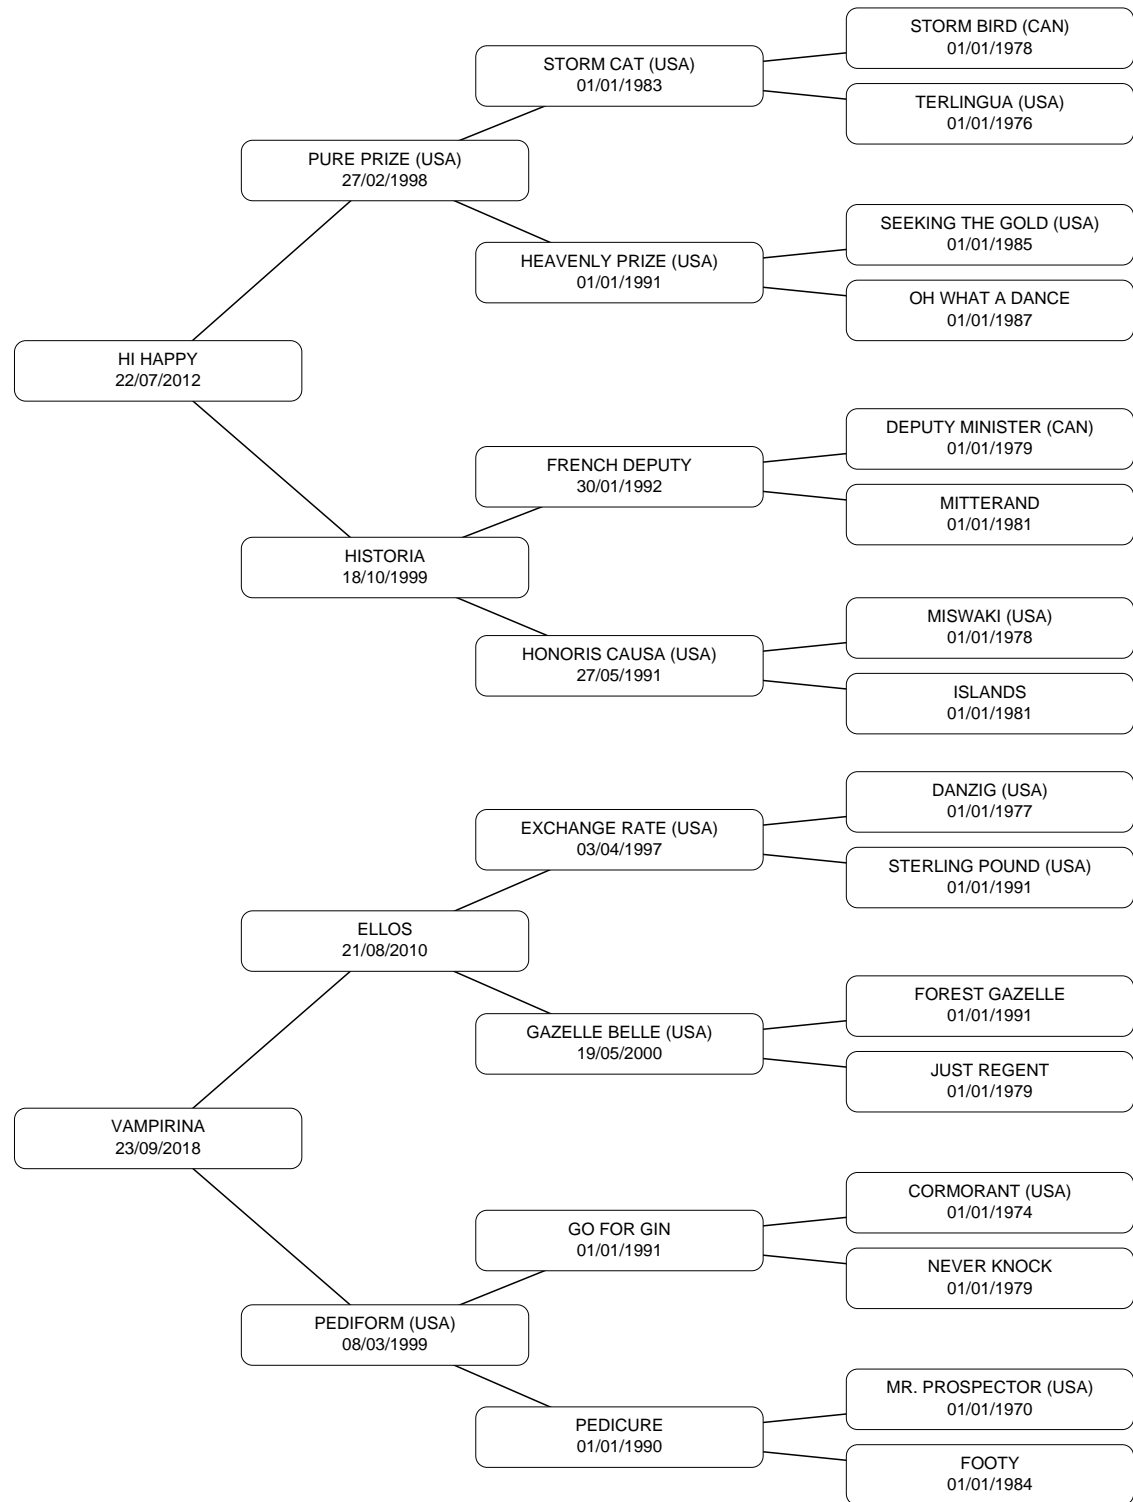 STORM BIRD (CAN)
01/01/1978
STORM CAT (USA)
01/01/1983
TERLINGUA (USA)
01/01/1976
PURE PRIZE (USA)
27/02/1998
SEEKING THE GOLD (USA)
01/01/1985
HEAVENLY PRIZE (USA)
01/01/1991
OH WHAT A DANCE
01/01/1987
HI HAPPY
22/07/2012
DEPUTY MINISTER (CAN)
01/01/1979
FRENCH DEPUTY
30/01/1992
MITTERAND
01/01/1981
HISTORIA
18/10/1999
MISWAKI (USA)
01/01/1978
HONORIS CAUSA (USA)
27/05/1991
ISLANDS
01/01/1981
DANZIG (USA)
01/01/1977
EXCHANGE RATE (USA)
03/04/1997
STERLING POUND (USA)
01/01/1991
ELLOS
21/08/2010
FOREST GAZELLE
01/01/1991
GAZELLE BELLE (USA)
19/05/2000
JUST REGENT
01/01/1979
VAMPIRINA
23/09/2018
CORMORANT (USA)
01/01/1974
GO FOR GIN
01/01/1991
NEVER KNOCK
01/01/1979
PEDIFORM (USA)
08/03/1999
MR. PROSPECTOR (USA)
01/01/1970
PEDICURE
01/01/1990
FOOTY
01/01/1984